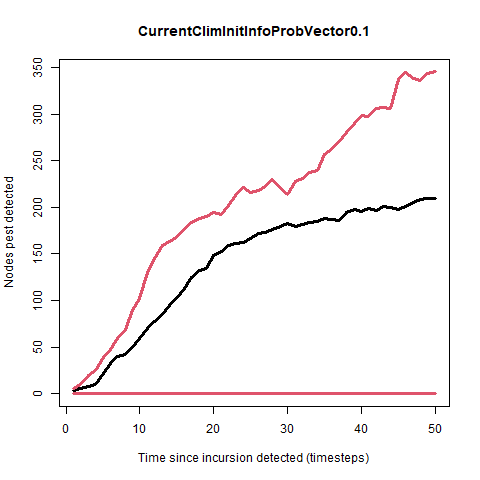 CurrentClimInitInfoProbVector0.1
Nodes pest detected
350
300
250
200
150
100
50
0
0 10 20 30 40 50
Time since incursion detected (timesteps)